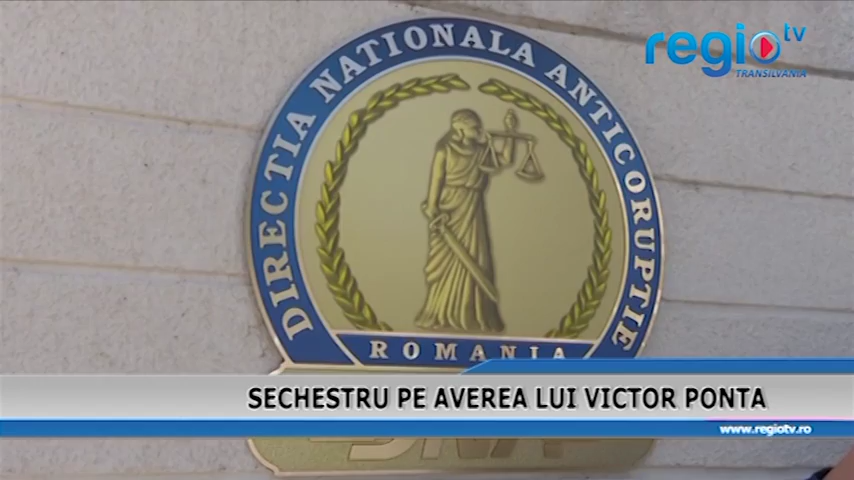 regio tv
TRANSILVANIA
DIRECTIA NATIONALA ANTICORUPTIE
ROMANIA
SECHESTRU PE AVEREA LUI VICTOR PONTA
www.regiotv.ro